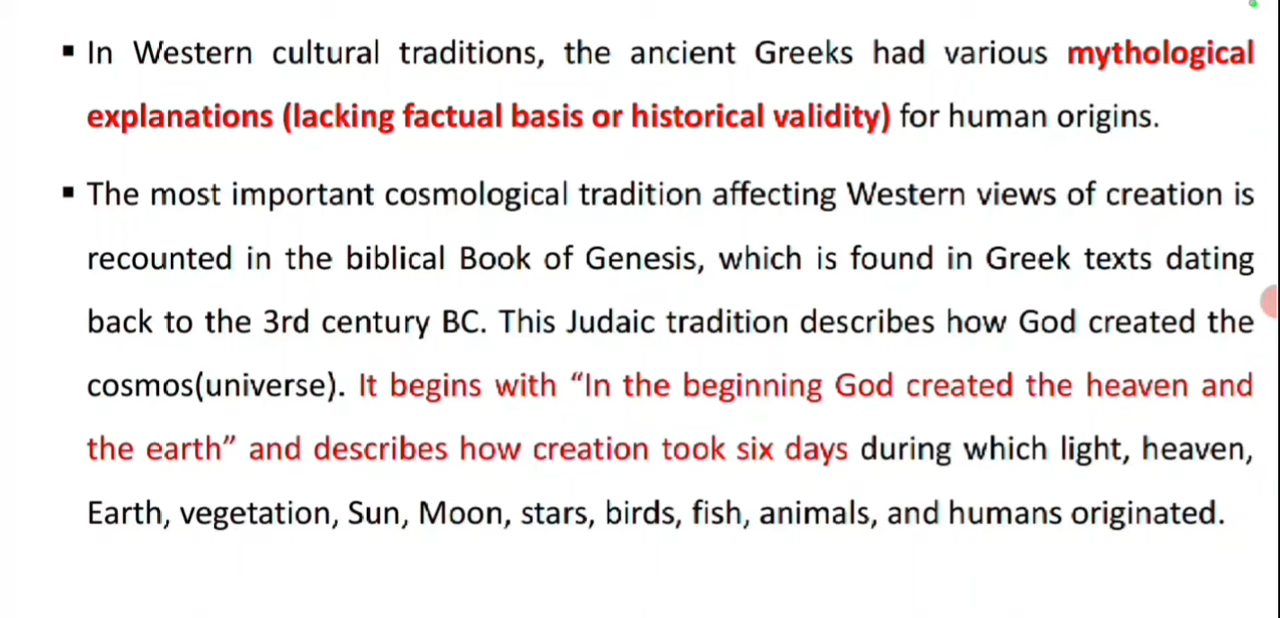 ▪ In Western cultural traditions, the ancient Greeks had various mythological
explanations (lacking factual basis or historical validity) for human origins.
▪ The most important cosmological tradition affecting Western views of creation is
recounted in the biblical Book of Genesis, which is found in Greek texts dating
back to the 3rd century BC. This Judaic tradition describes how God created the
cosmos(universe). It begins with “In the beginning God created the heaven and
the earth” and describes how creation took six days during which light, heaven,
Earth, vegetation, Sun, Moon, stars, birds, fish, animals, and humans originated.